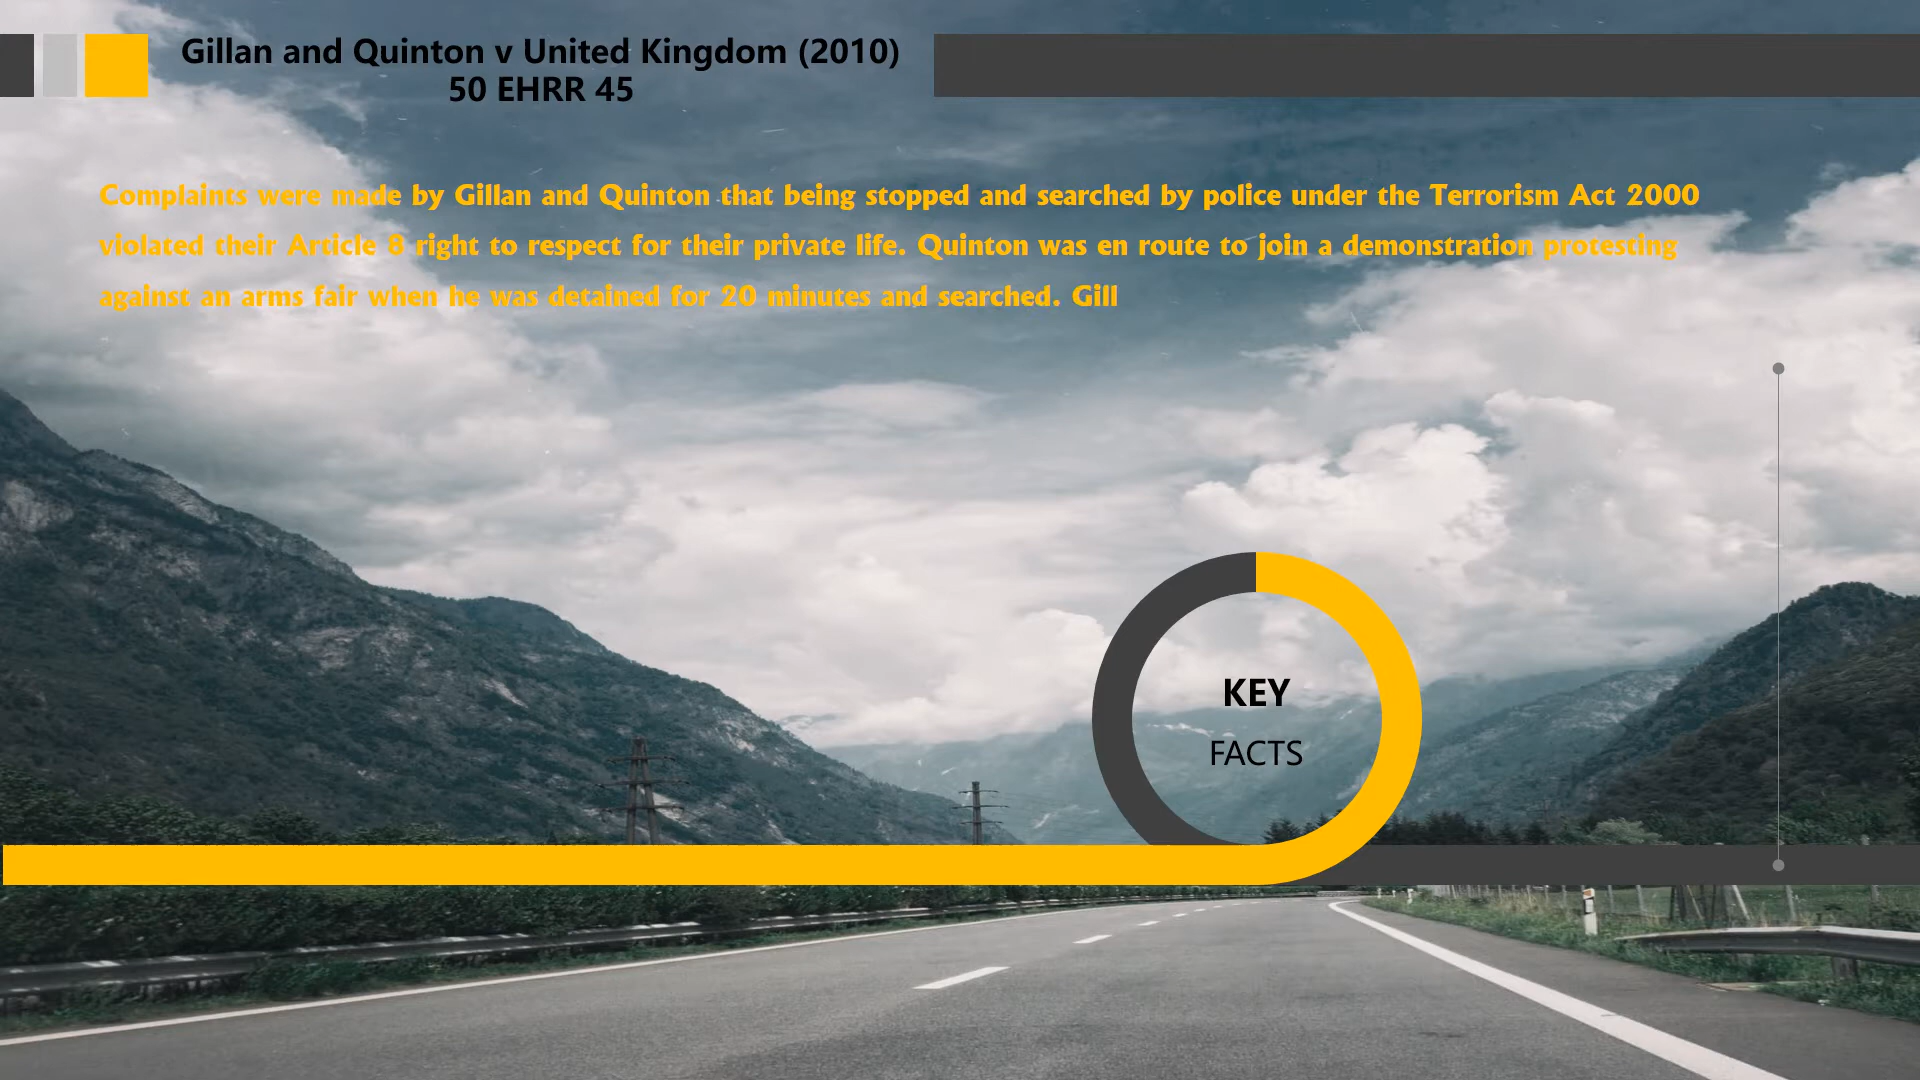 Gillan and Quinton v United Kingdom (2010)
50 EHRR 45
Complaints were made by Gillan and Quinton that being stopped and searched by police under the Terrorism Act 2000
violated their Article 8 right to respect for their private life. Quinton was en route to join a demonstration protesting
against an arms fair when he was detained for 20 minutes and searched. Gill
KEY
FACTS